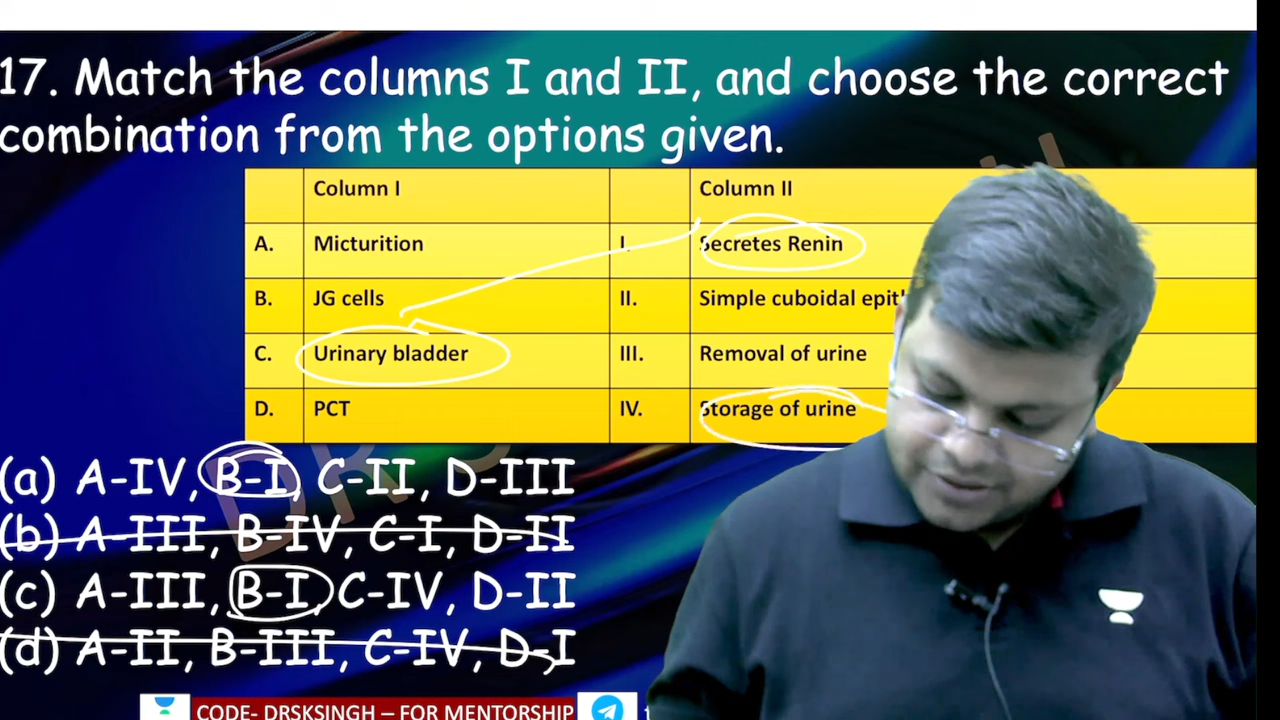 17. Match the columns I and II, and choose the correct
combination from the options given.
Column I Column II
A. Micturition I. Secretes Renin
B. JG cells II. Simple cuboidal
C. Urinary bladder III. Removal of urine
D. PCT IV. Storage of urine
(a) A-IV, B-I, C-II, D-III
(b) A-III, B-IV, C-I, D-II
(c) A-III, B-I, C-IV, D-II
(d) A-II, B-III, C-IV, D-I
CODE- DRSKSINGH – FOR MENTORSHIP